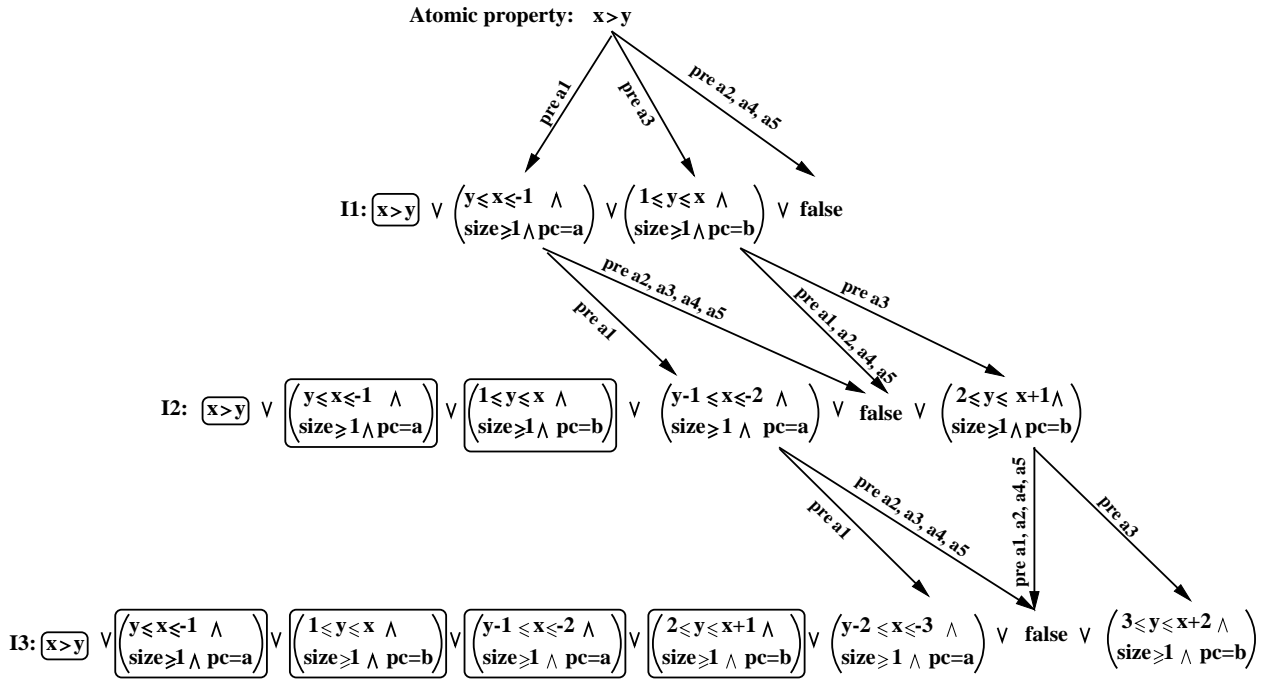 Atomic property: x>y
pre a1
pre a3
pre a2, a4, a5
I1: x>y ∨ (y⩽x⩽-1 ∧ ∨ (1⩽y⩽x ∧ ∨ false
size⩾1∧pc=a) size⩾1∧pc=b)
pre a1
pre a2, a3, a4, a5
pre a1, a2, a4, a5
pre a3
I2: x>y ∨ (y⩽x⩽-1 ∧ ∨ (1⩽y⩽x ∧ ∨ (y-1⩽x⩽-2 ∧ ∨ false ∨ (2⩽y⩽ x+1∧
size⩾1∧pc=a) size⩾1∧ pc=b) size⩾1 ∧ pc=a) size⩾1∧pc=b)
pre a1
pre a2, a3, a4, a5
pre a1, a2, a4, a5
pre a3
I3: x>y ∨ (y⩽x⩽-1 ∧ ∨ (1⩽y⩽x ∧ ∨ (y-1⩽x⩽-2 ∧ ∨ (2⩽y⩽x+1 ∧ ∨ (y-2⩽x⩽-3 ∧ ∨ false ∨ (3⩽y⩽x+2 ∧
size⩾1∧ pc=a) size⩾1 ∧ pc=b) size⩾1 ∧ pc=a) size⩾1 ∧ pc=b) size⩾1 ∧ pc=a) size⩾1 ∧ pc=b)